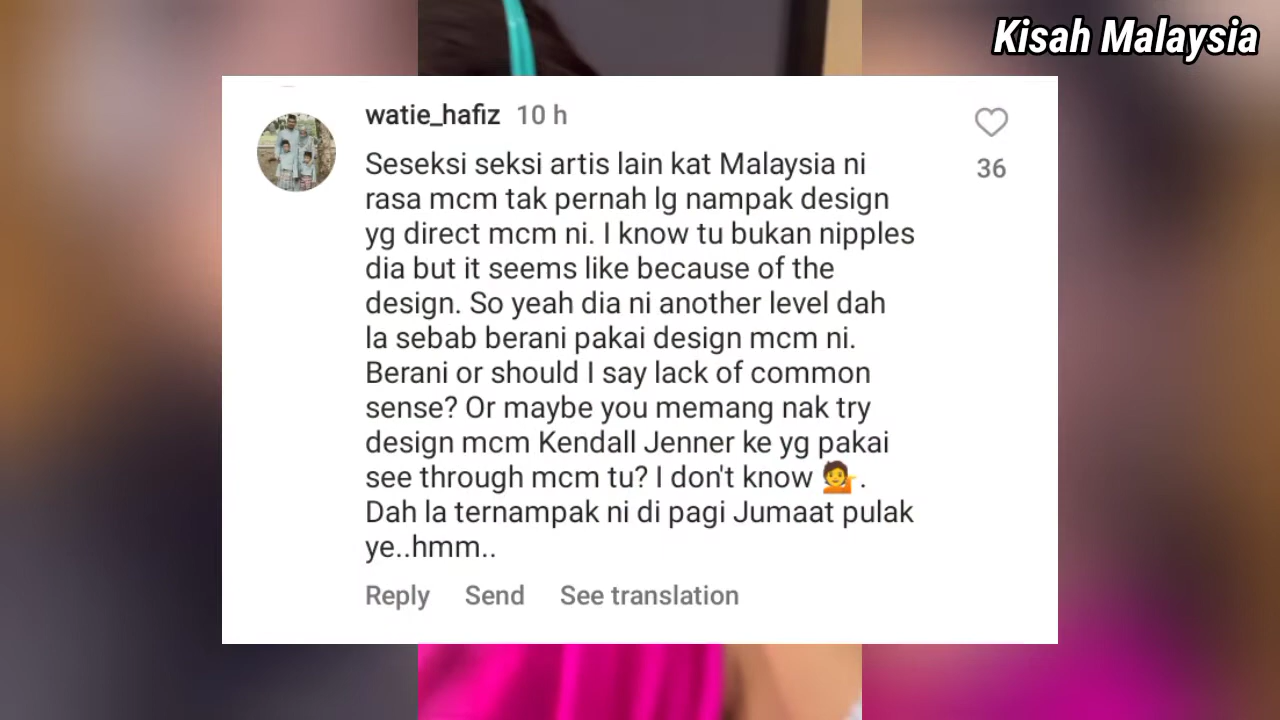 Kisah Malaysia
watie_hafiz 10 h
Seseksi seksi artis lain kat Malaysia ni
36
rasa mcm tak pernah lg nampak design
yg direct mcm ni. I know tu bukan nipples
dia but it seems like because of the
design. So yeah dia ni another level dah
la sebab berani pakai design mcm ni.
Berani or should I say lack of common
sense? Or maybe you memang nak try
design mcm Kendall Jenner ke yg pakai
see through mcm tu? I don't know 💁.
Dah la ternampak ni di pagi Jumaat pulak
ye..hmm..
Reply Send See translation